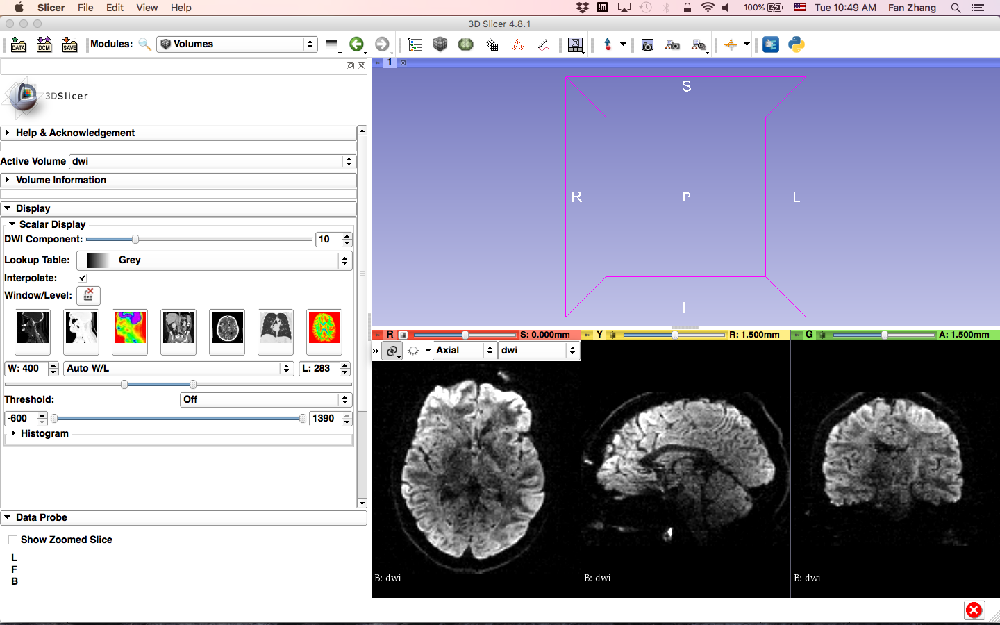 Slicer File Edit View Help 100% Tue 10:49 AM Fan Zhang
3D Slicer 4.8.1
DATA DCM SAVE Modules: Volumes
1
3DSlicer
S
R P L
I
Help & Acknowledgement
Active Volume dwi
Volume Information
Display
Scalar Display
DWI Component: 10
Lookup Table: Grey
Interpolate:
Window/Level:
W: 400 Auto W/L L: 283
Threshold: Off
-600 1390
Histogram
Data Probe
Show Zoomed Slice
L
F
B
R S: 0.000mm Y R: 1.500mm G A: 1.500mm
» Axial dwi
B: dwi B: dwi B: dwi